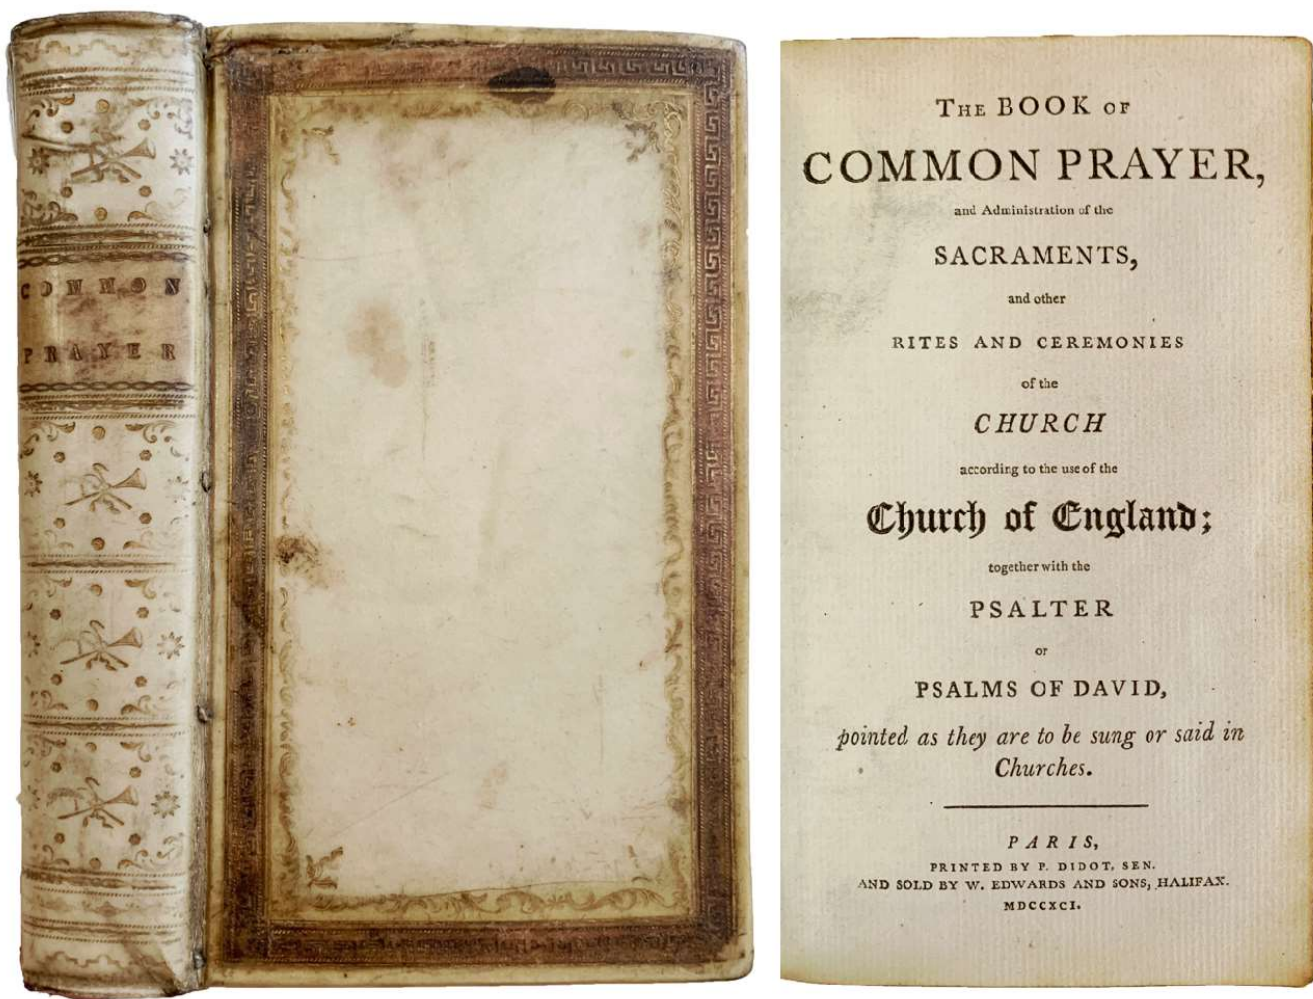 COMMON
PRAYER
THE BOOK OF
COMMON PRAYER,
and Administration of the
SACRAMENTS,
and other
RITES AND CEREMONIES
of the
CHURCH
according to the use of the
Church of England;
together with the
PSALTER
or
PSALMS OF DAVID,
pointed as they are to be sung or said in
Churches.
PARIS,
PRINTED BY P. DIDOT, SEN.
AND SOLD BY W. EDWARDS AND SONS, HALIFAX.
MDCCXCI.